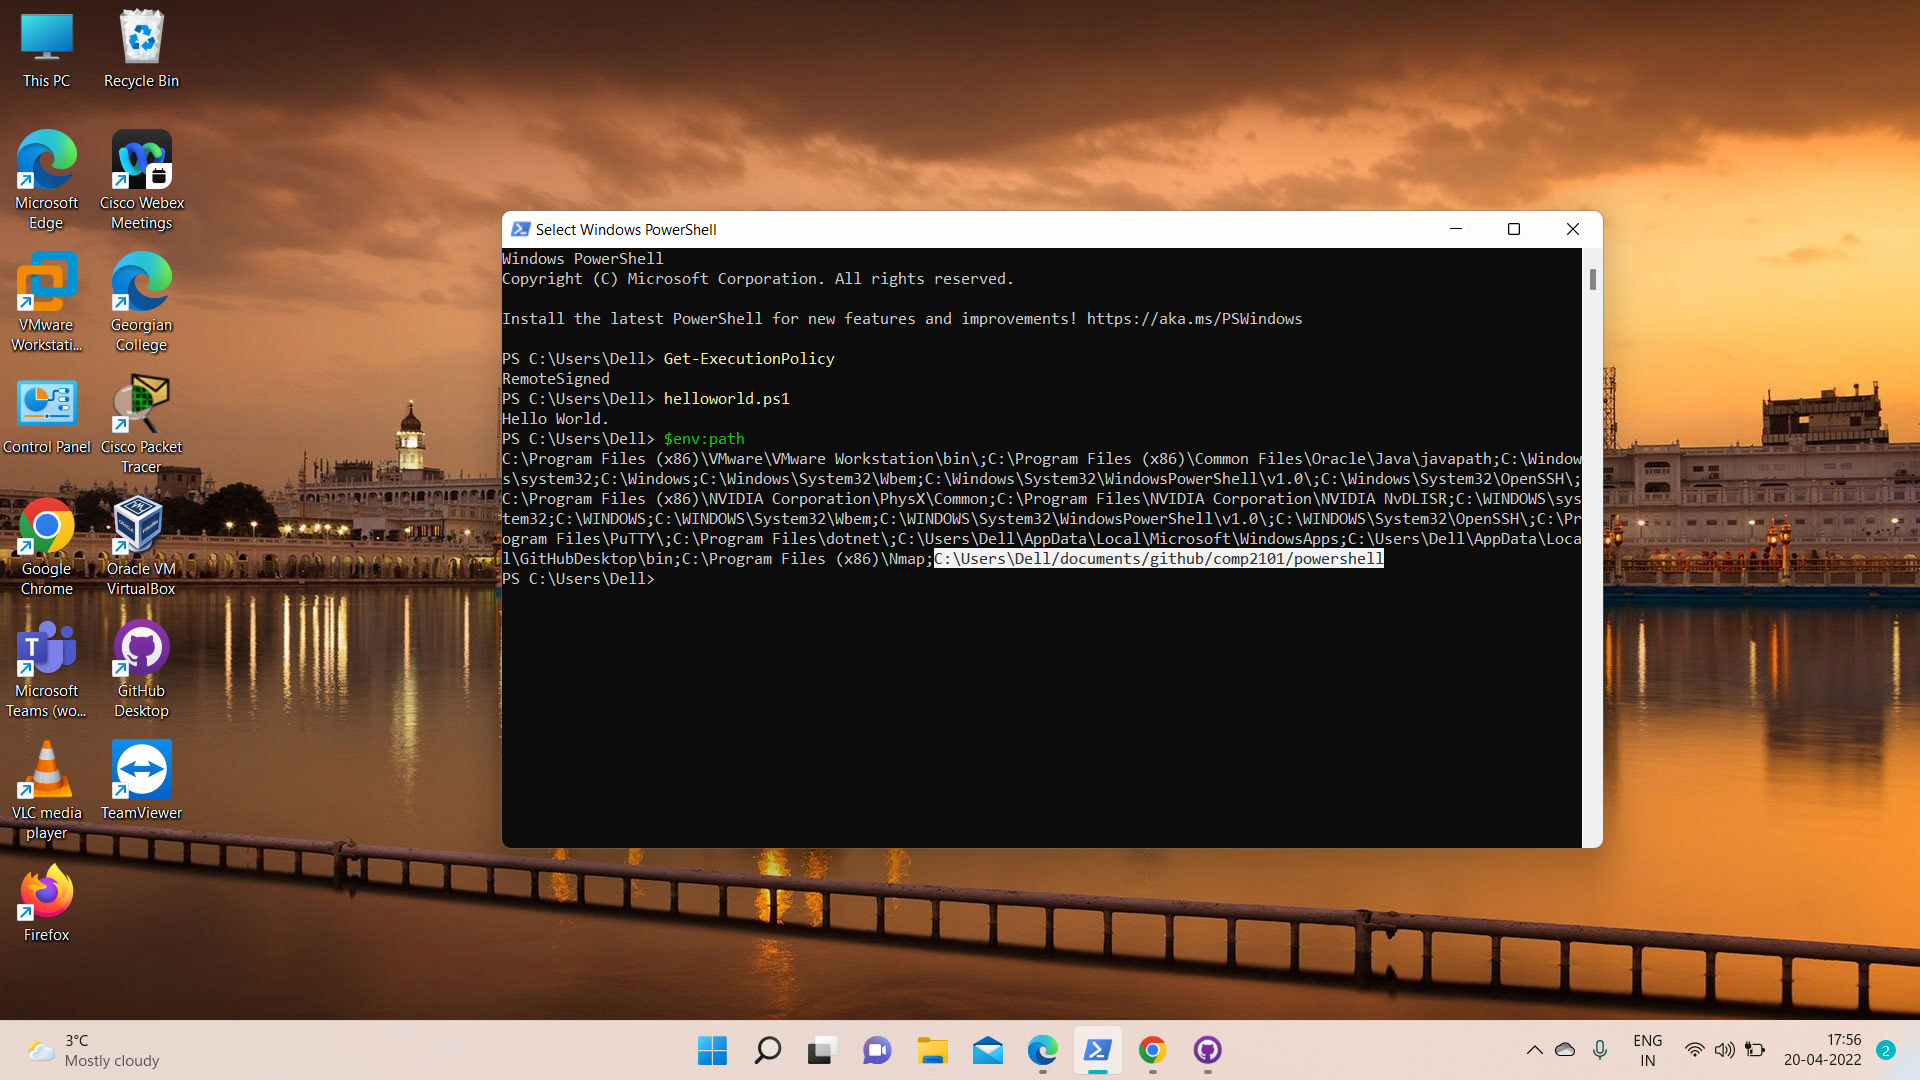 This PC
Recycle Bin
Microsoft
Edge
Cisco Webex
Meetings
VMware
Workstati...
Georgian
College
Control Panel
Cisco Packet
Tracer
Google
Chrome
Oracle VM
VirtualBox
Microsoft
Teams (wo...
GitHub
Desktop
VLC media
player
TeamViewer
Firefox
Select Windows PowerShell
Windows PowerShell
Copyright (C) Microsoft Corporation. All rights reserved.
Install the latest PowerShell for new features and improvements! https://aka.ms/PSWindows
PS C:\Users\Dell> Get-ExecutionPolicy
RemoteSigned
PS C:\Users\Dell> helloworld.ps1
Hello World.
PS C:\Users\Dell> $env:path
C:\Program Files (x86)\VMware\VMware Workstation\bin\;C:\Program Files (x86)\Common Files\Oracle\Java\javapath;C:\Window
s\system32;C:\Windows;C:\Windows\System32\Wbem;C:\Windows\System32\WindowsPowerShell\v1.0\;C:\Windows\System32\OpenSSH\;
C:\Program Files (x86)\NVIDIA Corporation\PhysX\Common;C:\Program Files\NVIDIA Corporation\NVIDIA NvDLISR;C:\WINDOWS\sys
tem32;C:\WINDOWS;C:\WINDOWS\System32\Wbem;C:\WINDOWS\System32\WindowsPowerShell\v1.0\;C:\WINDOWS\System32\OpenSSH\;C:\Pr
ogram Files\PuTTY\;C:\Program Files\dotnet\;C:\Users\Dell\AppData\Local\Microsoft\WindowsApps;C:\Users\Dell\AppData\Loca
l\GitHubDesktop\bin;C:\Program Files (x86)\Nmap;C:\Users\Dell/documents/github/comp2101/powershell
PS C:\Users\Dell>
3°C
Mostly cloudy
ENG
IN
17:56
20-04-2022
2